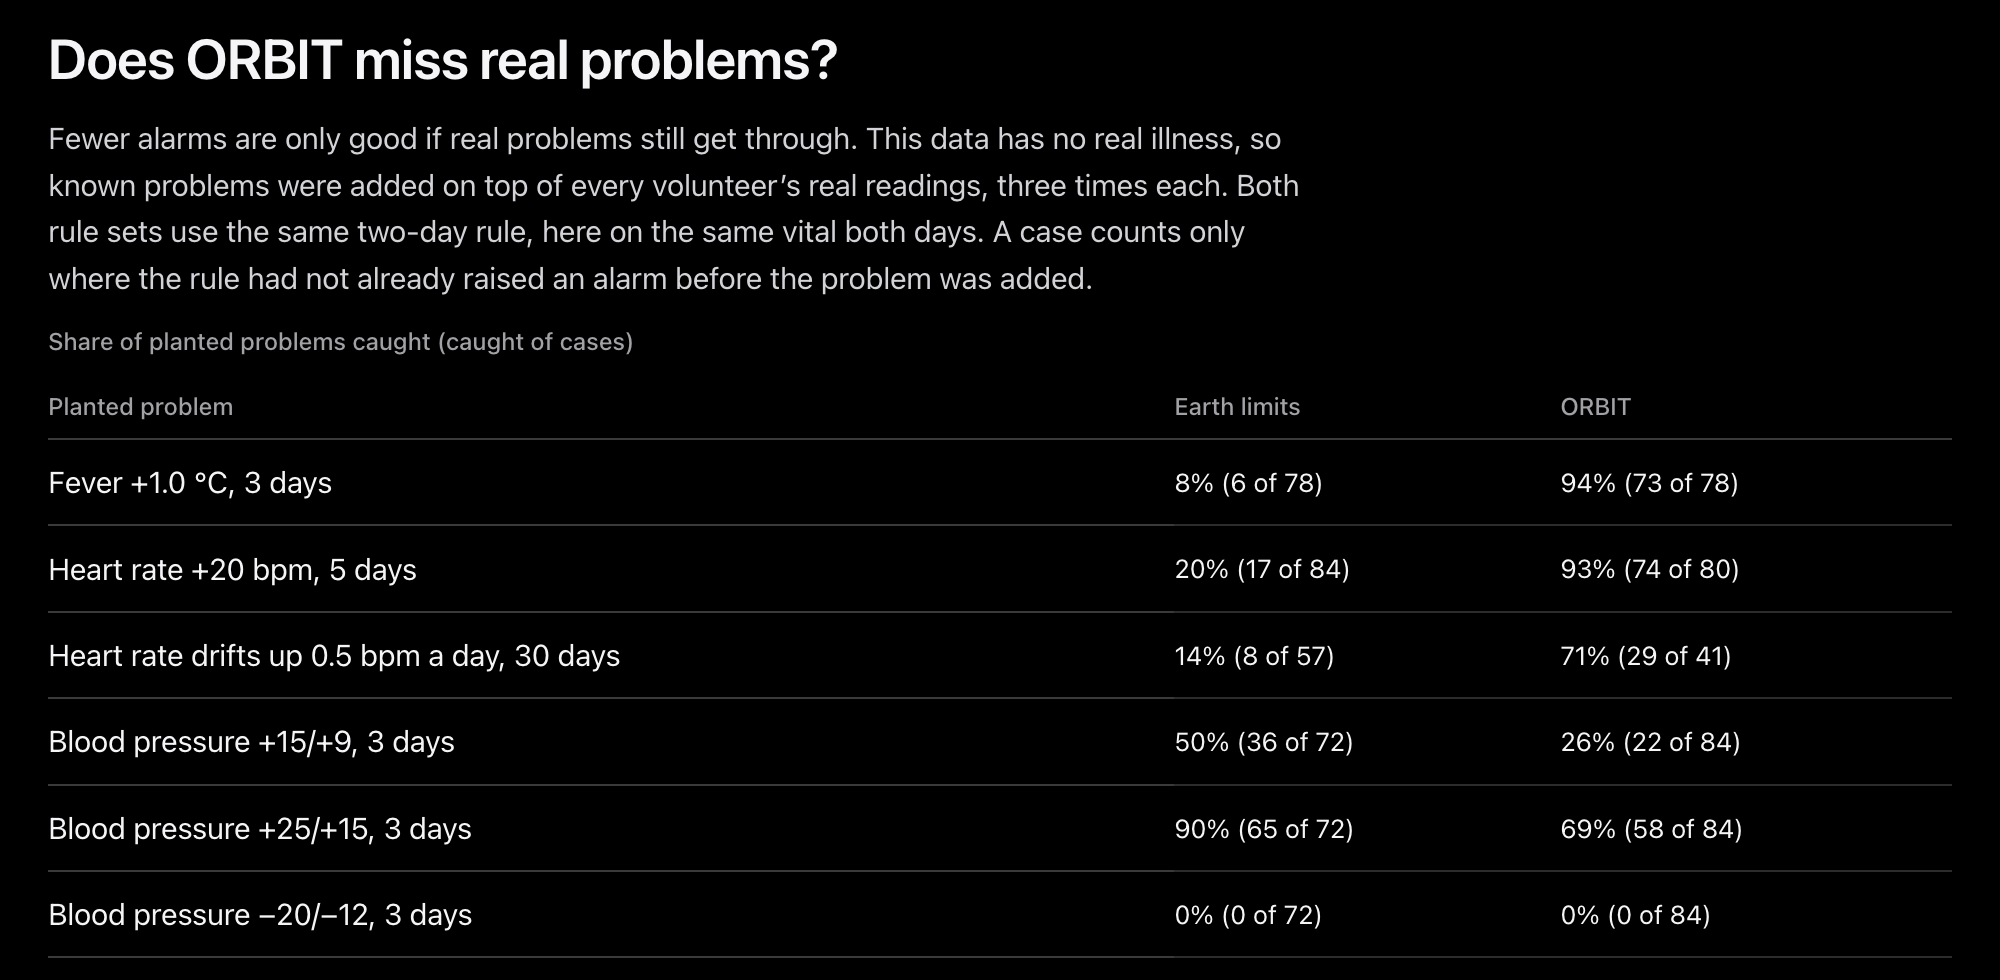 Does ORBIT miss real problems?
Fewer alarms are only good if real problems still get through. This data has no real illness, so
known problems were added on top of every volunteer’s real readings, three times each. Both
rule sets use the same two-day rule, here on the same vital both days. A case counts only
where the rule had not already raised an alarm before the problem was added.
Share of planted problems caught (caught of cases)
Planted problem Earth limits ORBIT
Fever +1.0 °C, 3 days 8% (6 of 78) 94% (73 of 78)
Heart rate +20 bpm, 5 days 20% (17 of 84) 93% (74 of 80)
Heart rate drifts up 0.5 bpm a day, 30 days 14% (8 of 57) 71% (29 of 41)
Blood pressure +15/+9, 3 days 50% (36 of 72) 26% (22 of 84)
Blood pressure +25/+15, 3 days 90% (65 of 72) 69% (58 of 84)
Blood pressure −20/−12, 3 days 0% (0 of 72) 0% (0 of 84)